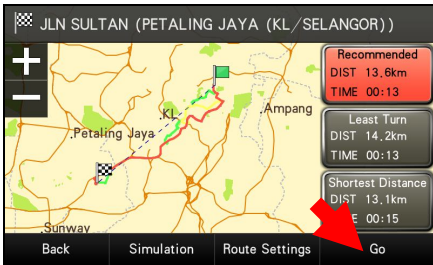 JLN SULTAN (PETALING JAYA (KL/SELANGOR))
+
−
KL
Ampang
Petaling Jaya
Sunway
Recommended
DIST 13.6km
TIME 00:13
Least Turn
DIST 14.2km
TIME 00:13
Shortest Distance
DIST 13.1km
E 00:15
Back
Simulation
Route Settings
Go